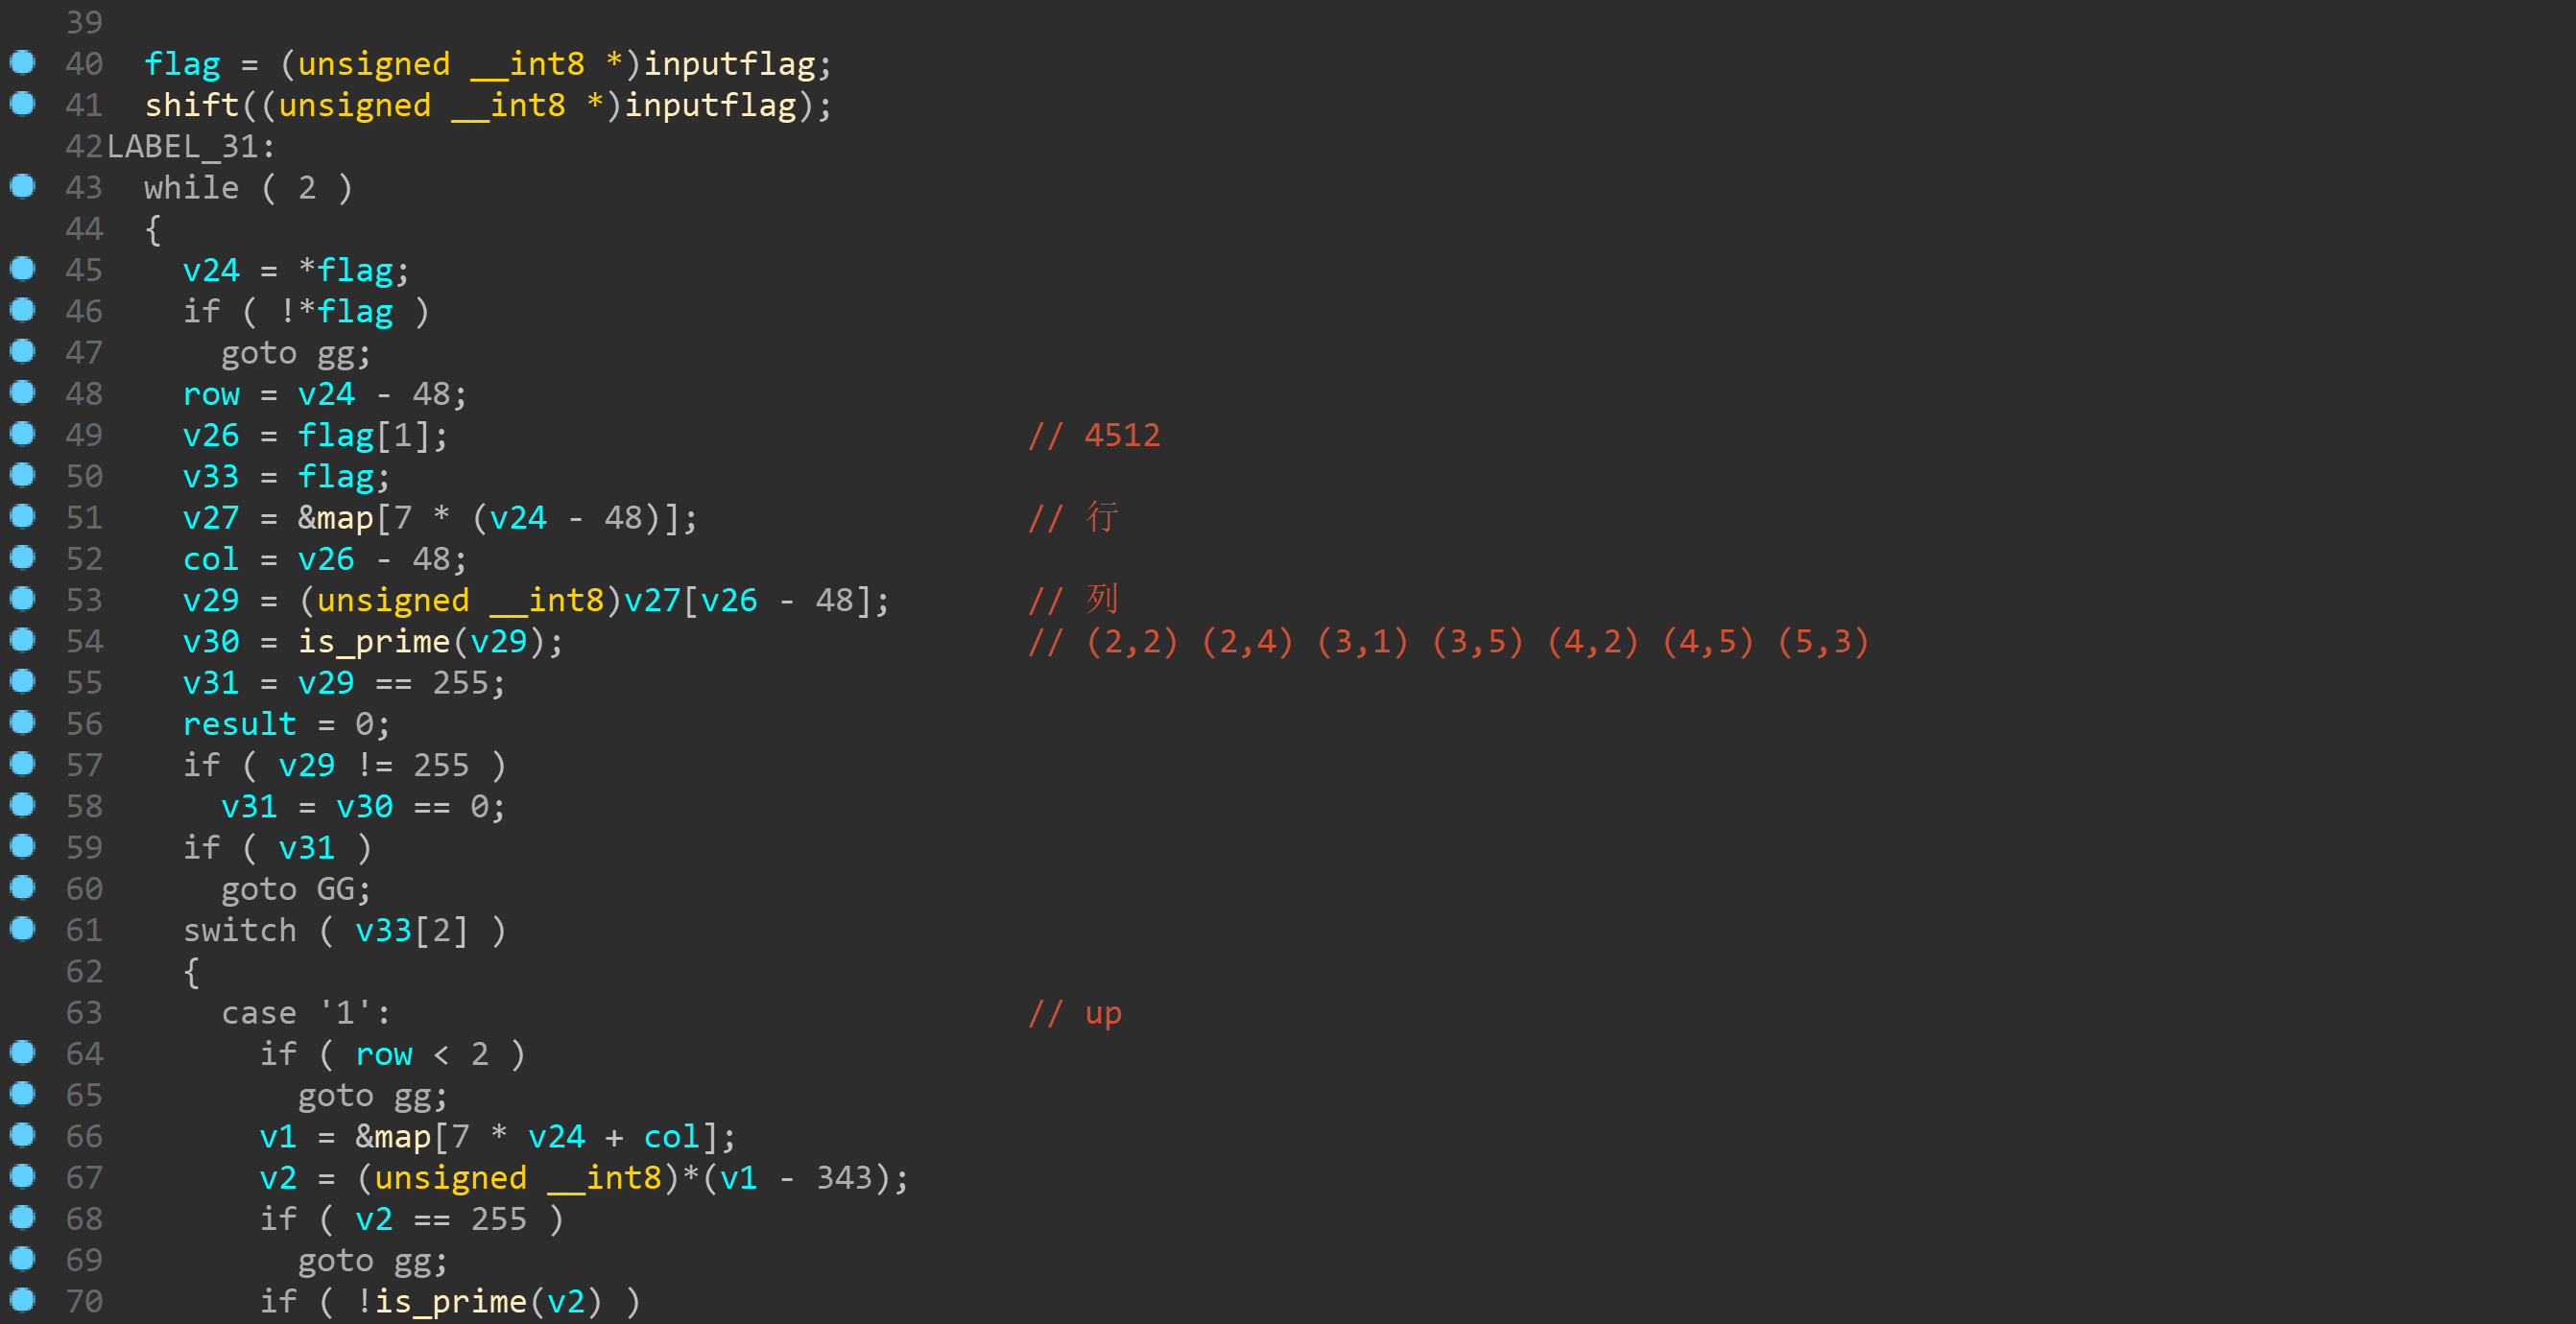 39
40 flag = (unsigned __int8 *)inputflag;
41 shift((unsigned __int8 *)inputflag);
42 LABEL_31:
43 while ( 2 )
44 {
45 v24 = *flag;
46 if ( !*flag )
47 goto gg;
48 row = v24 - 48;
49 v26 = flag[1]; // 4512
50 v33 = flag;
51 v27 = &map[7 * (v24 - 48)]; // 行
52 col = v26 - 48;
53 v29 = (unsigned __int8)v27[v26 - 48]; // 列
54 v30 = is_prime(v29); // (2,2) (2,4) (3,1) (3,5) (4,2) (4,5) (5,3)
55 v31 = v29 == 255;
56 result = 0;
57 if ( v29 != 255 )
58 v31 = v30 == 0;
59 if ( v31 )
60 goto GG;
61 switch ( v33[2] )
62 {
63 case '1': // up
64 if ( row < 2 )
65 goto gg;
66 v1 = &map[7 * v24 + col];
67 v2 = (unsigned __int8)*(v1 - 343);
68 if ( v2 == 255 )
69 goto gg;
70 if ( !is_prime(v2) )